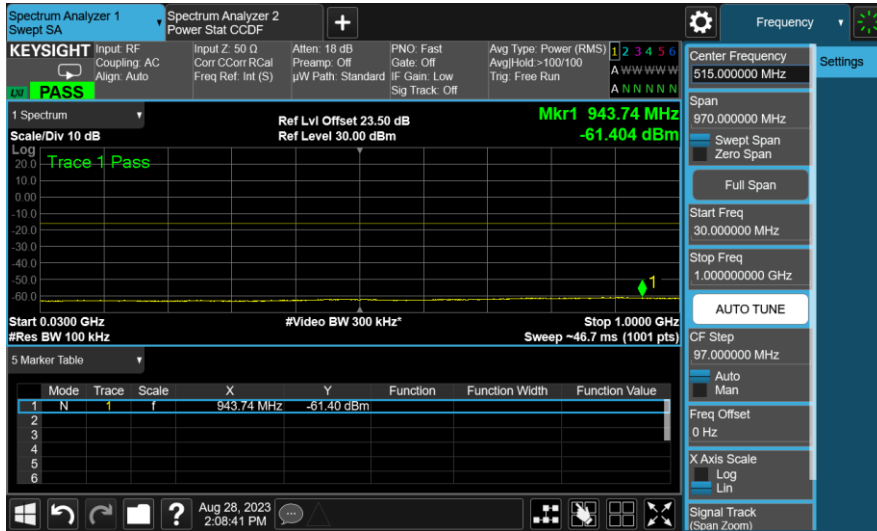 Spectrum Analyzer 1
Swept SA
Spectrum Analyzer 2
Power Stat CCDF
+
Frequency
KEYSIGHT
Input: RF
Coupling: AC
Align: Auto
Input Z: 50 Ω
Corr CCorr RCal
Freq Ref: Int (S)
Atten: 18 dB
Preamp: Off
µW Path: Standard
PNO: Fast
Gate: Off
IF Gain: Low
Sig Track: Off
Avg Type: Power (RMS)
Avg|Hold:>100/100
Trig: Free Run
1 2 3 4 5 6
A W W W W W
A N N N N N
LXI
PASS
1 Spectrum
Scale/Div 10 dB
Ref Lvl Offset 23.50 dB
Ref Level 30.00 dBm
Mkr1 943.74 MHz
-61.404 dBm
Log
Trace 1 Pass
20.0
10.0
0.00
-10.0
-20.0
-30.0
-40.0
-50.0
-60.0
1
Start 0.0300 GHz
#Res BW 100 kHz
#Video BW 300 kHz*
Stop 1.0000 GHz
Sweep ~46.7 ms (1001 pts)
5 Marker Table
Mode Trace Scale X Y Function Function Width Function Value
1 N 1 f 943.74 MHz -61.40 dBm
2
3
4
5
6
?
Aug 28, 2023
2:08:41 PM
Center Frequency
515.000000 MHz
Settings
Span
970.000000 MHz
Swept Span
Zero Span
Full Span
Start Freq
30.000000 MHz
Stop Freq
1.000000000 GHz
AUTO TUNE
CF Step
97.000000 MHz
Auto
Man
Freq Offset
0 Hz
X Axis Scale
Log
Lin
Signal Track
(Span Zoom)